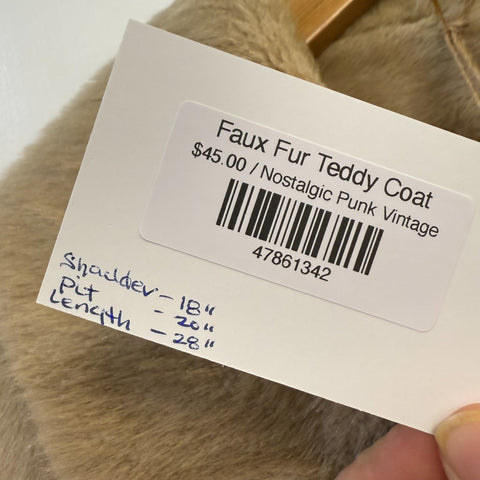 Faux Fur Teddy Coat
$45.00 / Nostalgic Punk Vintage
47861342
Shoulder - 18"
Pit - 20"
Length - 28"